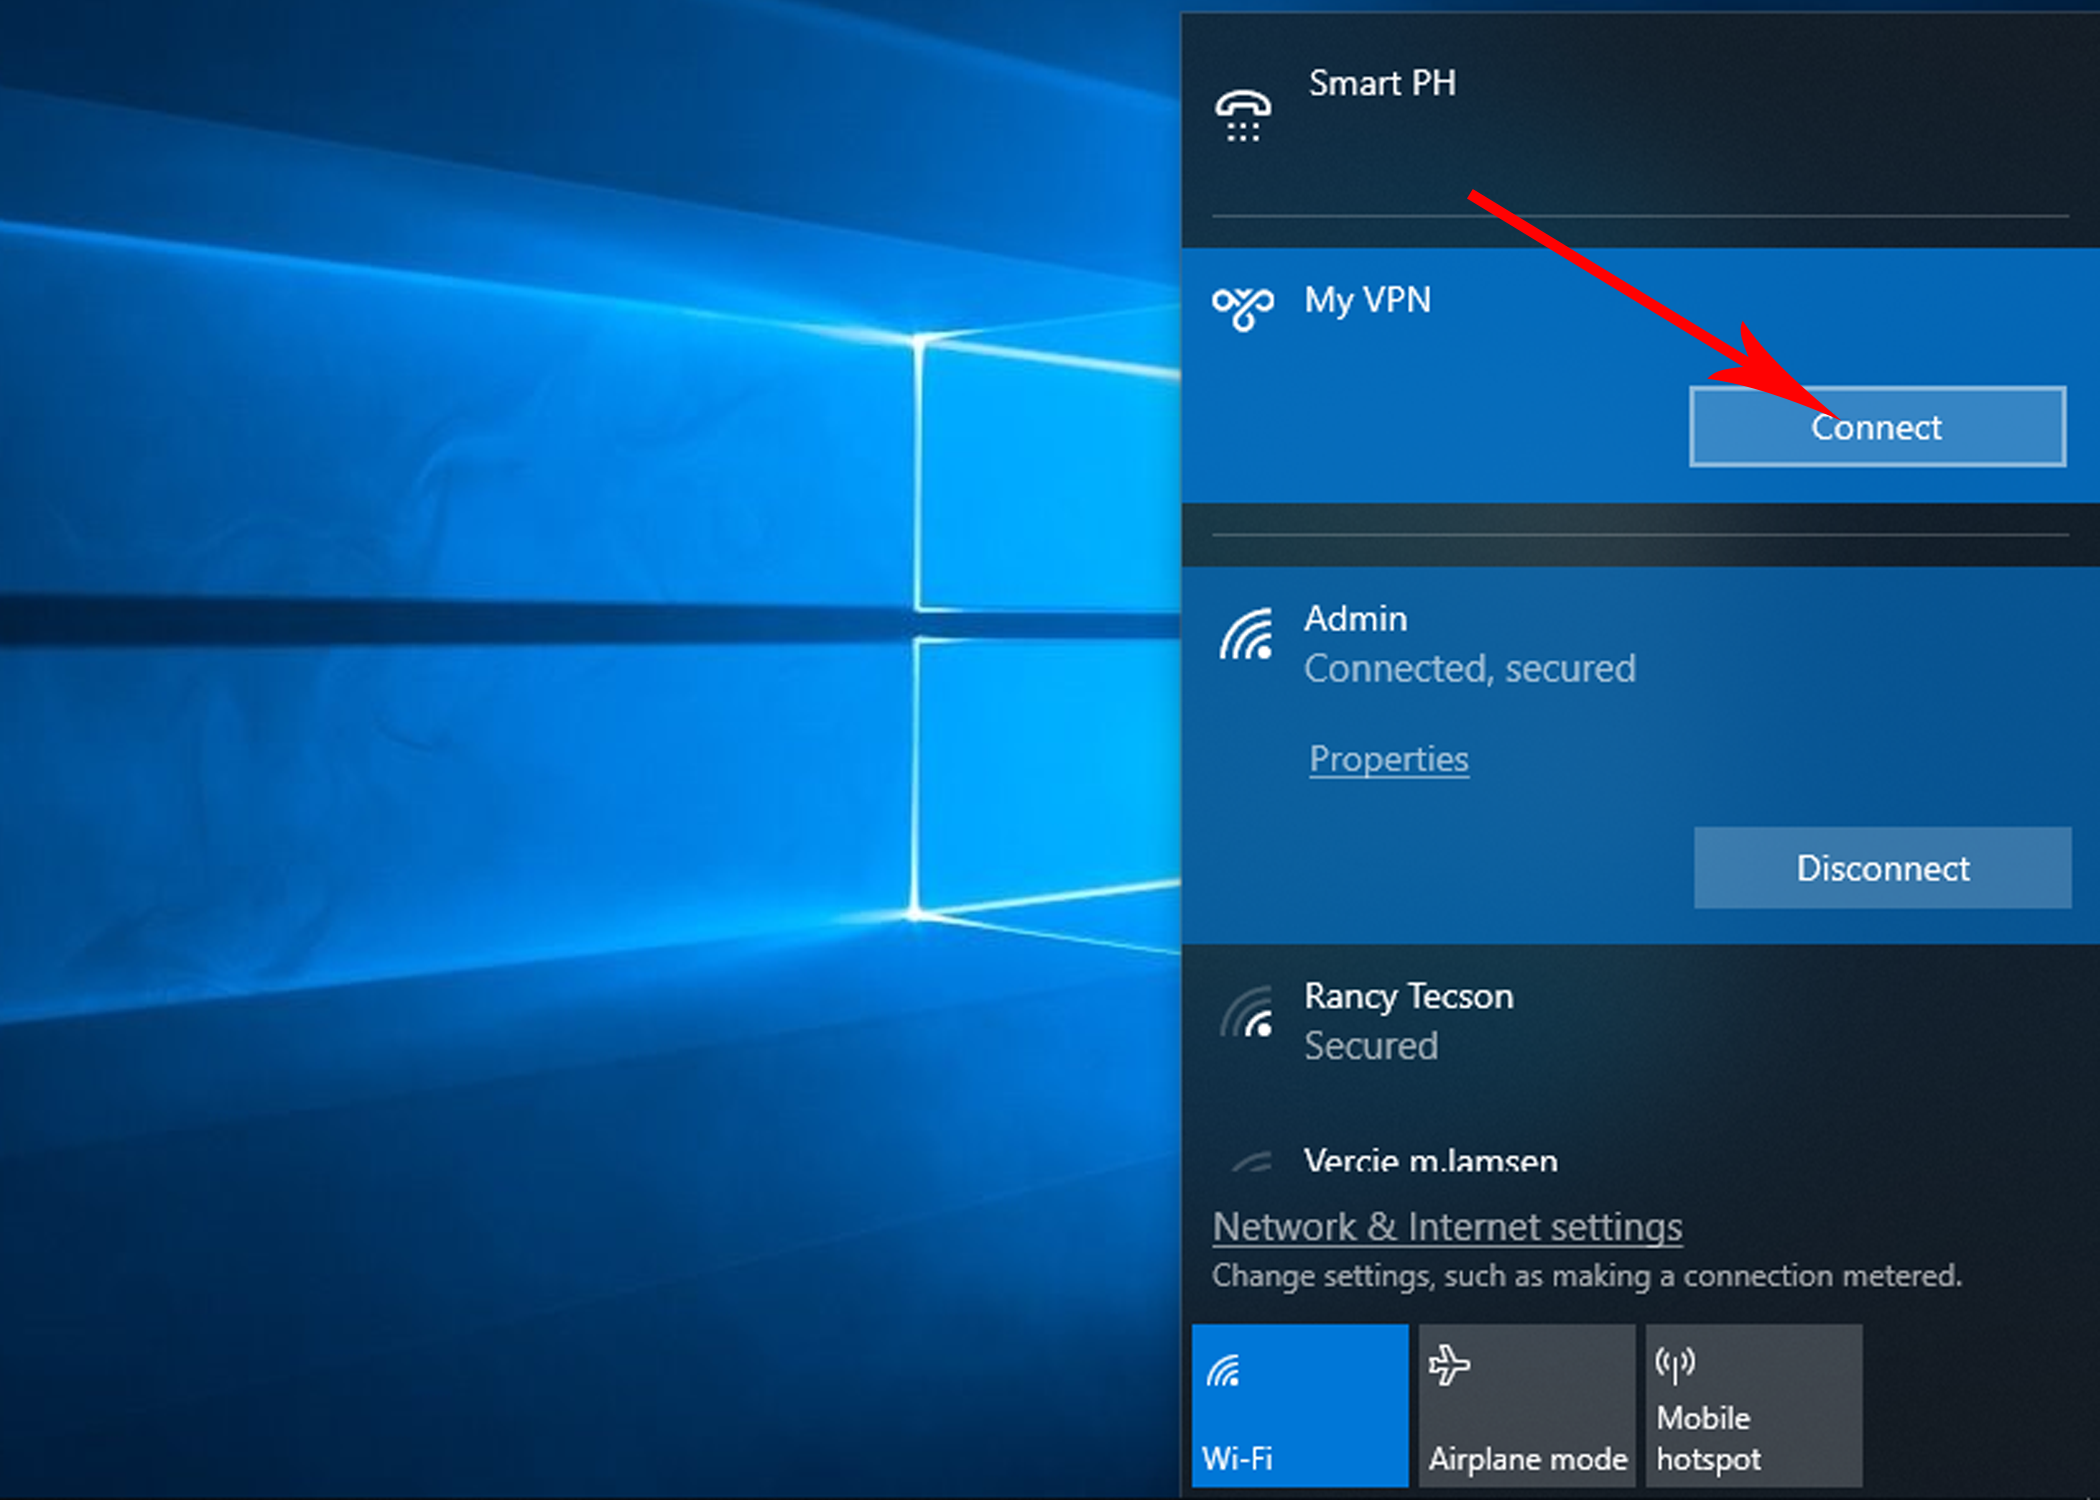 Smart PH
My VPN
Connect
Admin
Connected, secured
Properties
Disconnect
Rancy Tecson
Secured
Vercie m.lamsen
Network & Internet settings
Change settings, such as making a connection metered.
Wi-Fi
Airplane mode
Mobile
hotspot